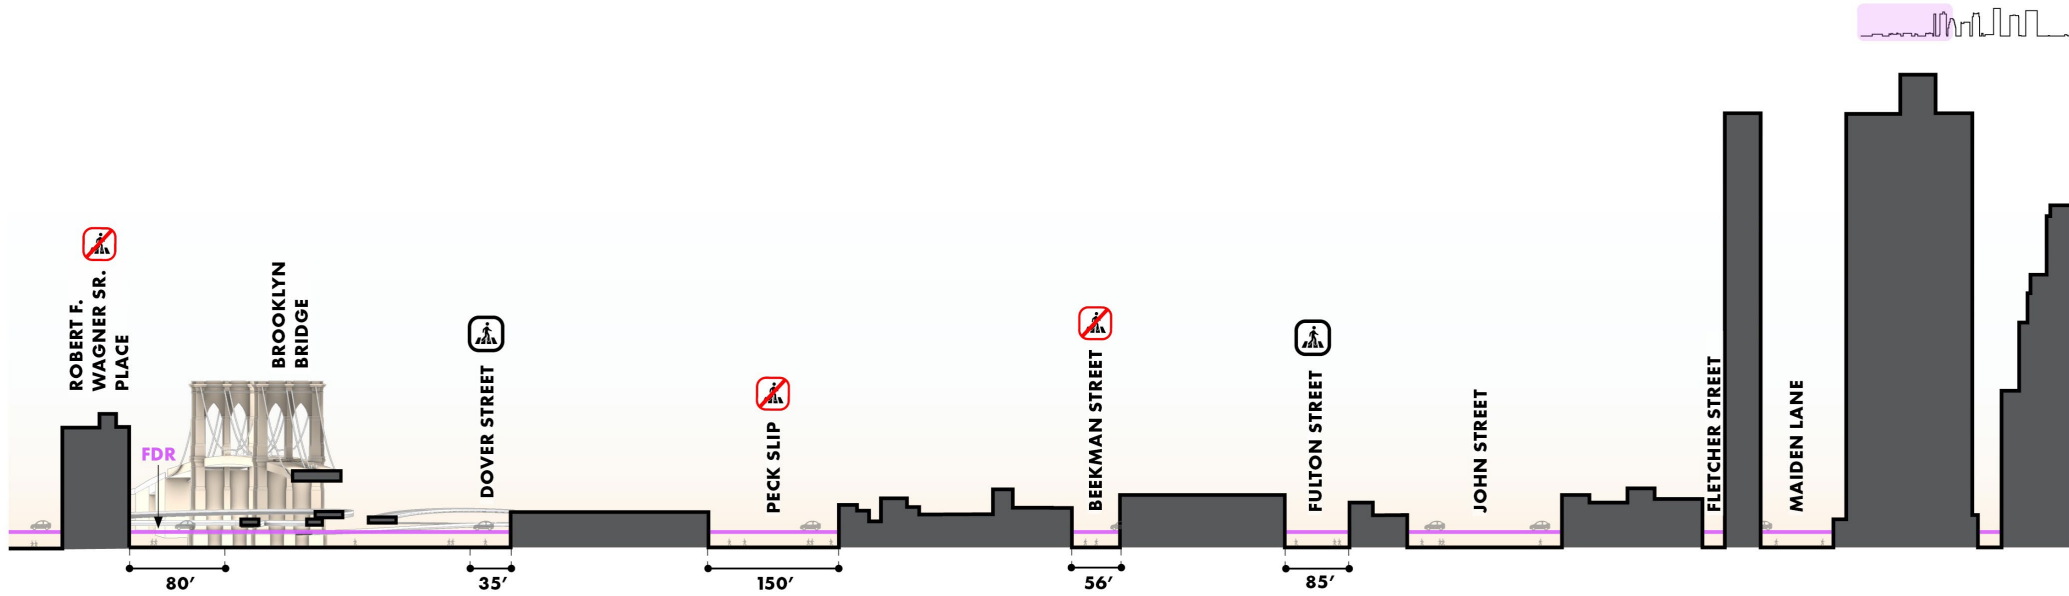 ROBERT F.
WAGNER SR.
PLACE
FDR
BROOKLYN
BRIDGE
DOVER STREET
PECK SLIP
BEEKMAN STREET
FULTON STREET
JOHN STREET
FLETCHER STREET
MAIDEN LANE
80′
35′
150′
56′
85′